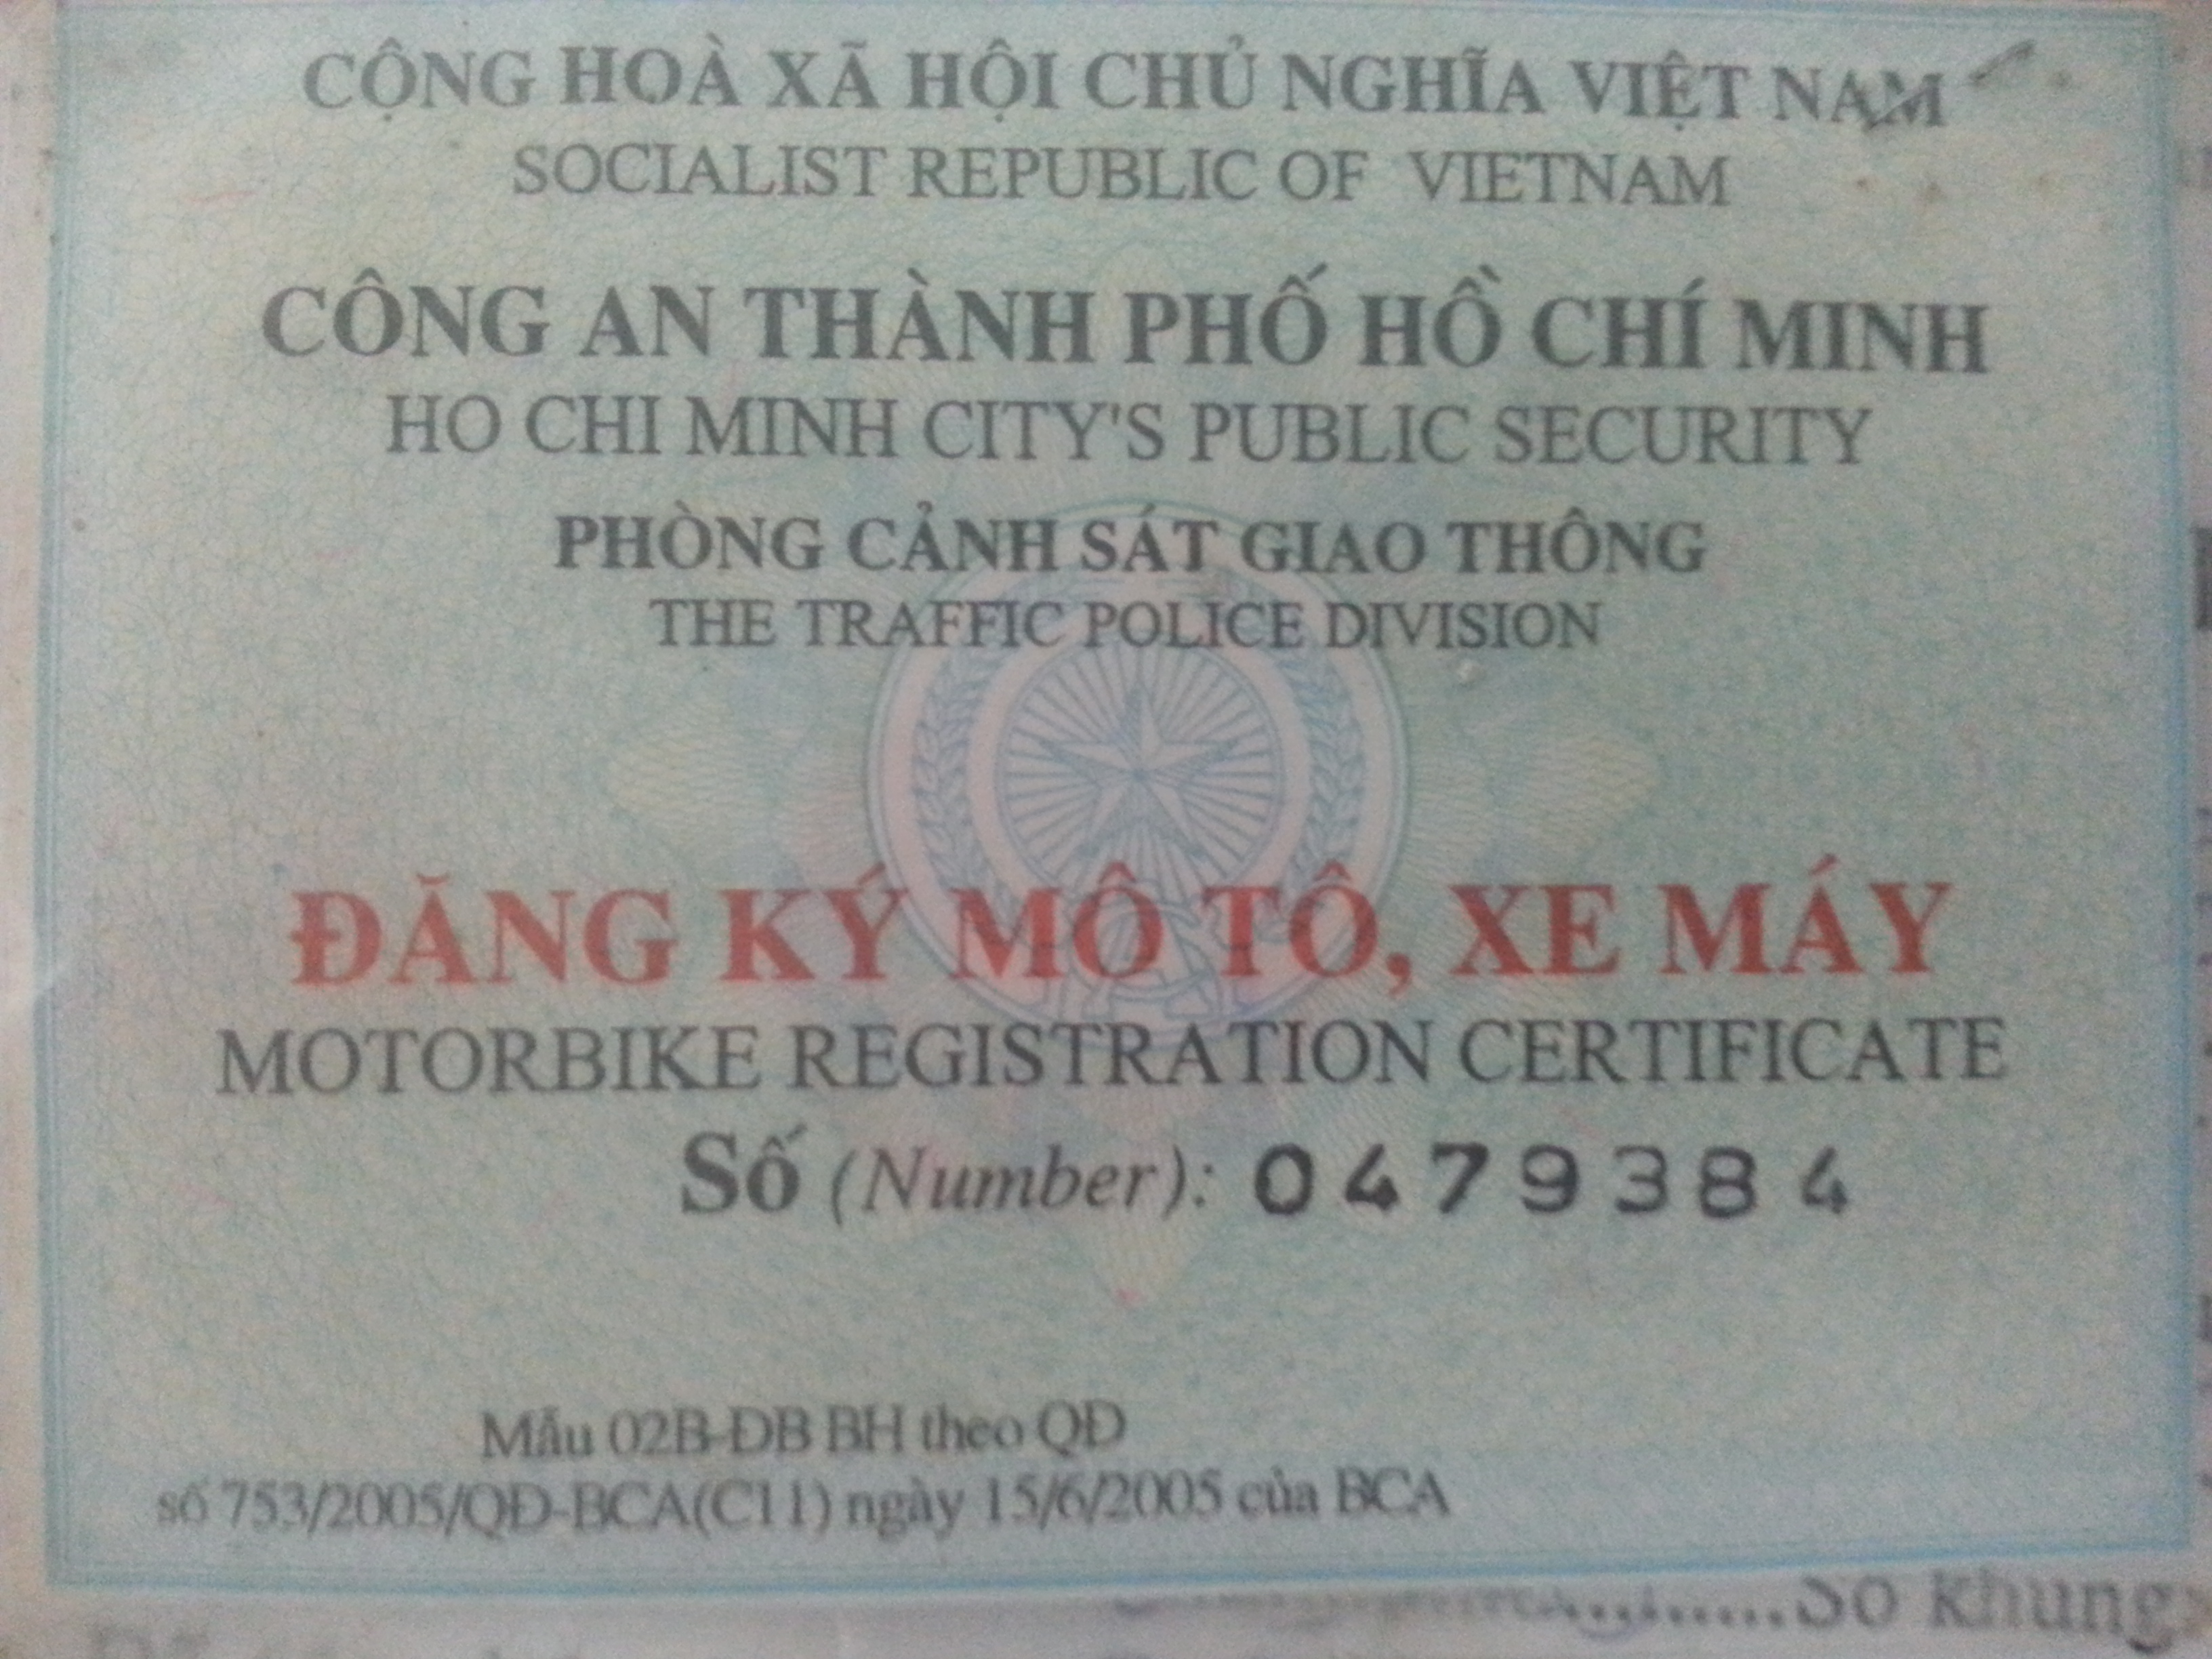 CỘNG HOÀ XÃ HỘI CHỦ NGHĨA VIỆT NAM
SOCIALIST REPUBLIC OF VIETNAM
CÔNG AN THÀNH PHỐ HỒ CHÍ MINH
HO CHI MINH CITY'S PUBLIC SECURITY
PHÒNG CẢNH SÁT GIAO THÔNG
THE TRAFFIC POLICE DIVISION
ĐĂNG KÝ MÔ TÔ, XE MÁY
MOTORBIKE REGISTRATION CERTIFICATE
Số (Number): 0479384
Mẫu 02B-ĐB BH theo QĐ
số 753/2005/QĐ-BCA(C11) ngày 15/6/2005 của BCA
Số khung